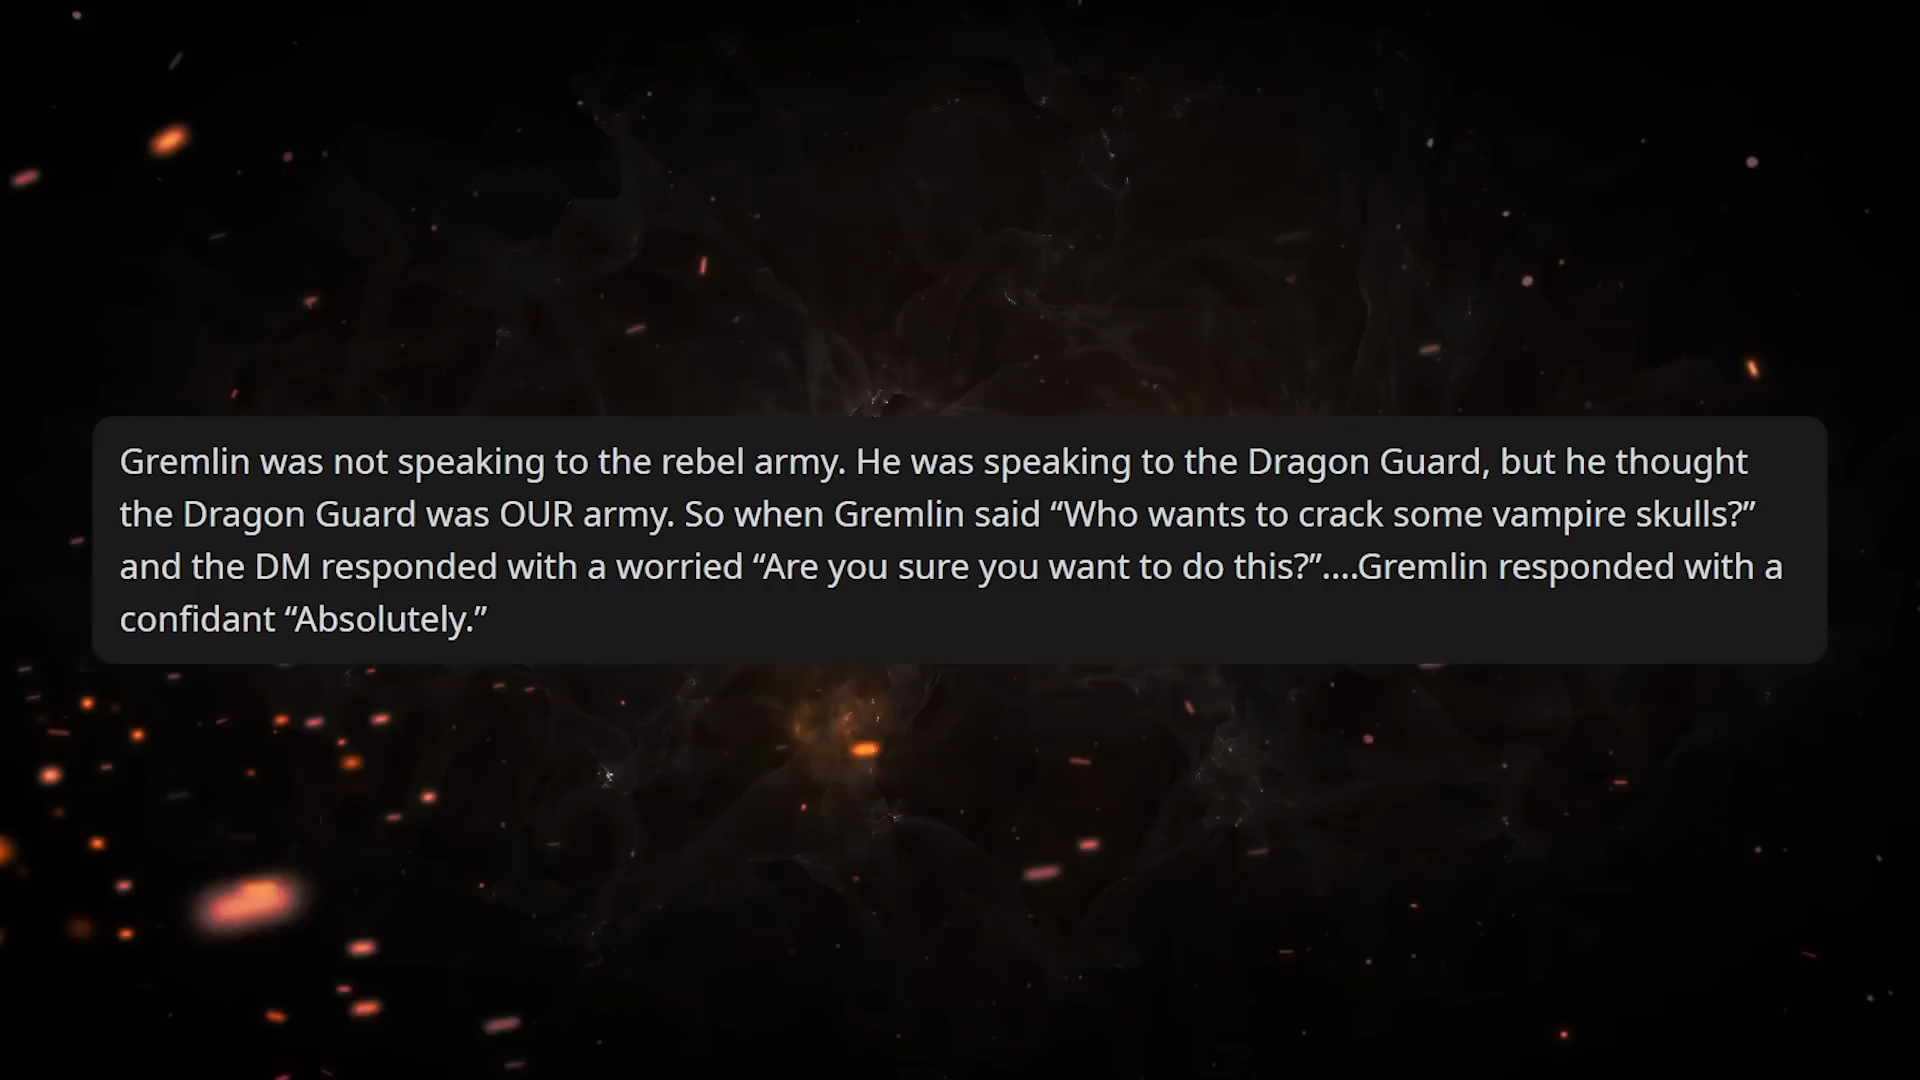 Gremlin was not speaking to the rebel army. He was speaking to the Dragon Guard, but he thought
the Dragon Guard was OUR army. So when Gremlin said “Who wants to crack some vampire skulls?”
and the DM responded with a worried “Are you sure you want to do this?”....Gremlin responded with a
confidant “Absolutely.”